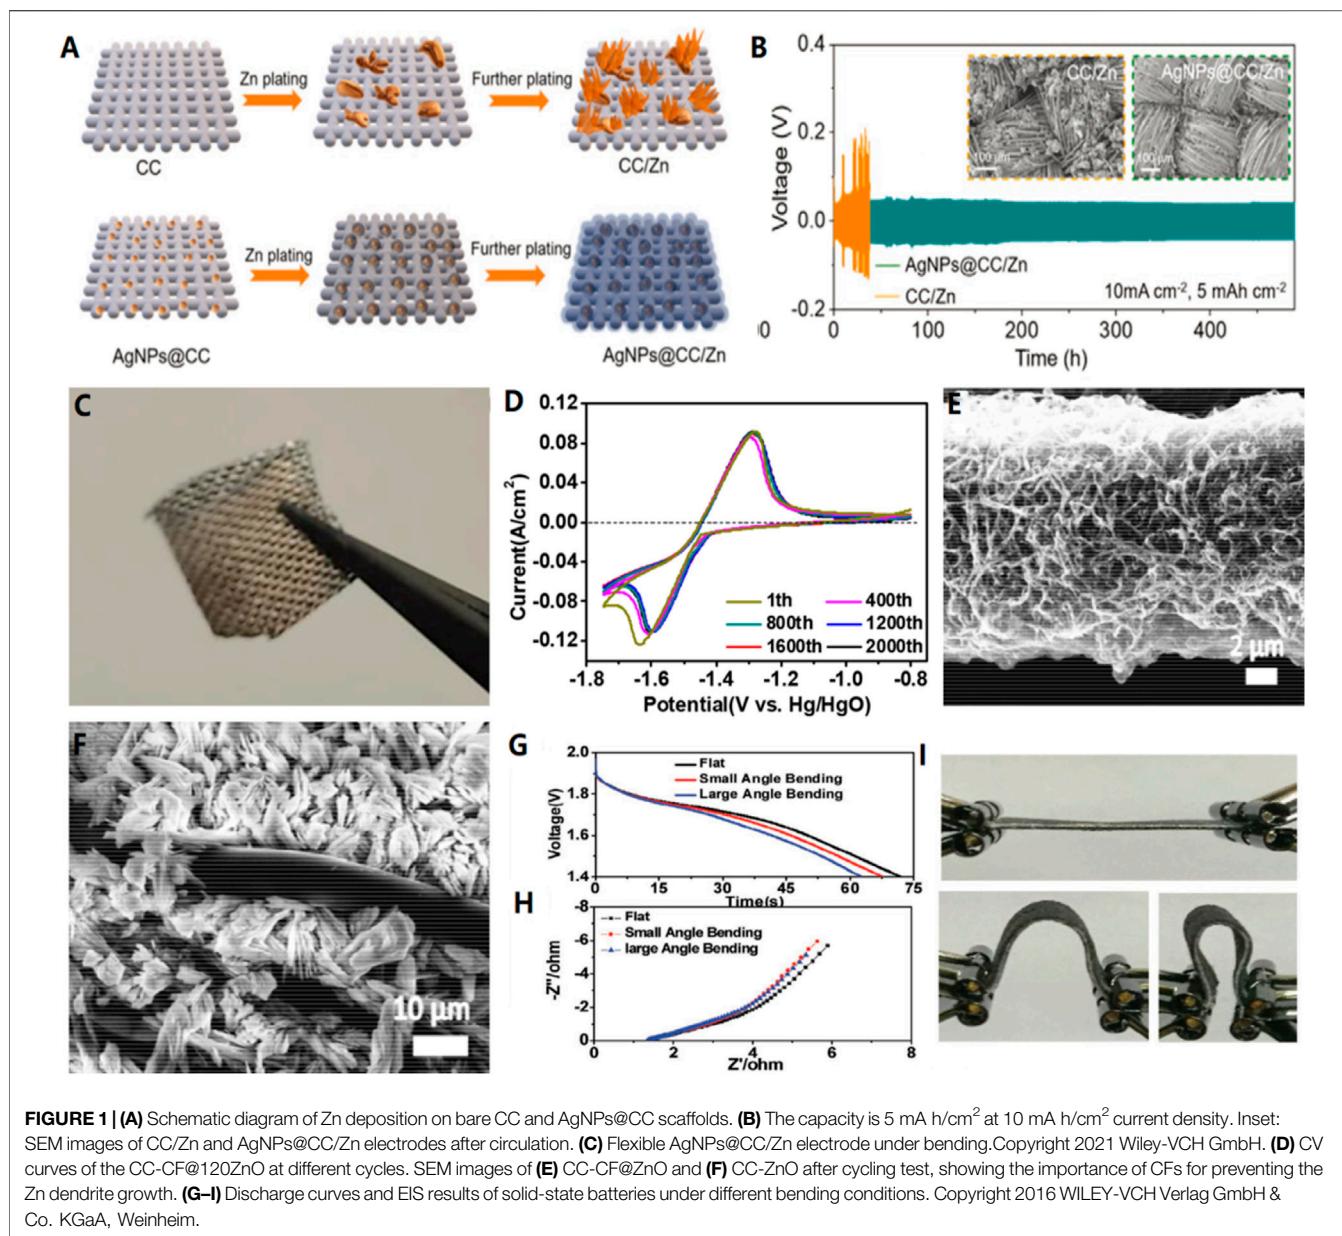 A
Zn plating
Further plating
CC
CC/Zn
Zn plating
Further plating
AgNPs@CC
AgNPs@CC/Zn
B
0.4
0.2
0.0
-0.2
Voltage (V)
CC/Zn
100 µm
AgNPs@CC/Zn
100 µm
AgNPs@CC/Zn
CC/Zn
10mA cm⁻², 5 mAh cm⁻²
00
0
100
200
300
400
Time (h)
C
D
0.12
0.08
0.04
0.00
-0.04
-0.08
-0.12
Current(A/cm²)
1th
400th
800th
1200th
1600th
2000th
-1.8
-1.6
-1.4
-1.2
-1.0
-0.8
Potential(V vs. Hg/HgO)
E
2 µm
F
10 µm
G
2.0
1.8
1.6
1.4
Voltage(V)
Flat
Small Angle Bending
Large Angle Bending
0
15
30
45
60
75
Time(s)
H
-8
-6
-4
-2
0
-Z''/ohm
Flat
Small Angle Bending
large Angle Bending
0
2
4
6
8
Z'/ohm
I
FIGURE 1 | (A) Schematic diagram of Zn deposition on bare CC and AgNPs@CC scaffolds. (B) The capacity is 5 mA h/cm² at 10 mA h/cm² current density. Inset:
SEM images of CC/Zn and AgNPs@CC/Zn electrodes after circulation. (C) Flexible AgNPs@CC/Zn electrode under bending.Copyright 2021 Wiley-VCH GmbH. (D) CV
curves of the CC-CF@120ZnO at different cycles. SEM images of (E) CC-CF@ZnO and (F) CC-ZnO after cycling test, showing the importance of CFs for preventing the
Zn dendrite growth. (G–I) Discharge curves and EIS results of solid-state batteries under different bending conditions. Copyright 2016 WILEY-VCH Verlag GmbH &
Co. KGaA, Weinheim.